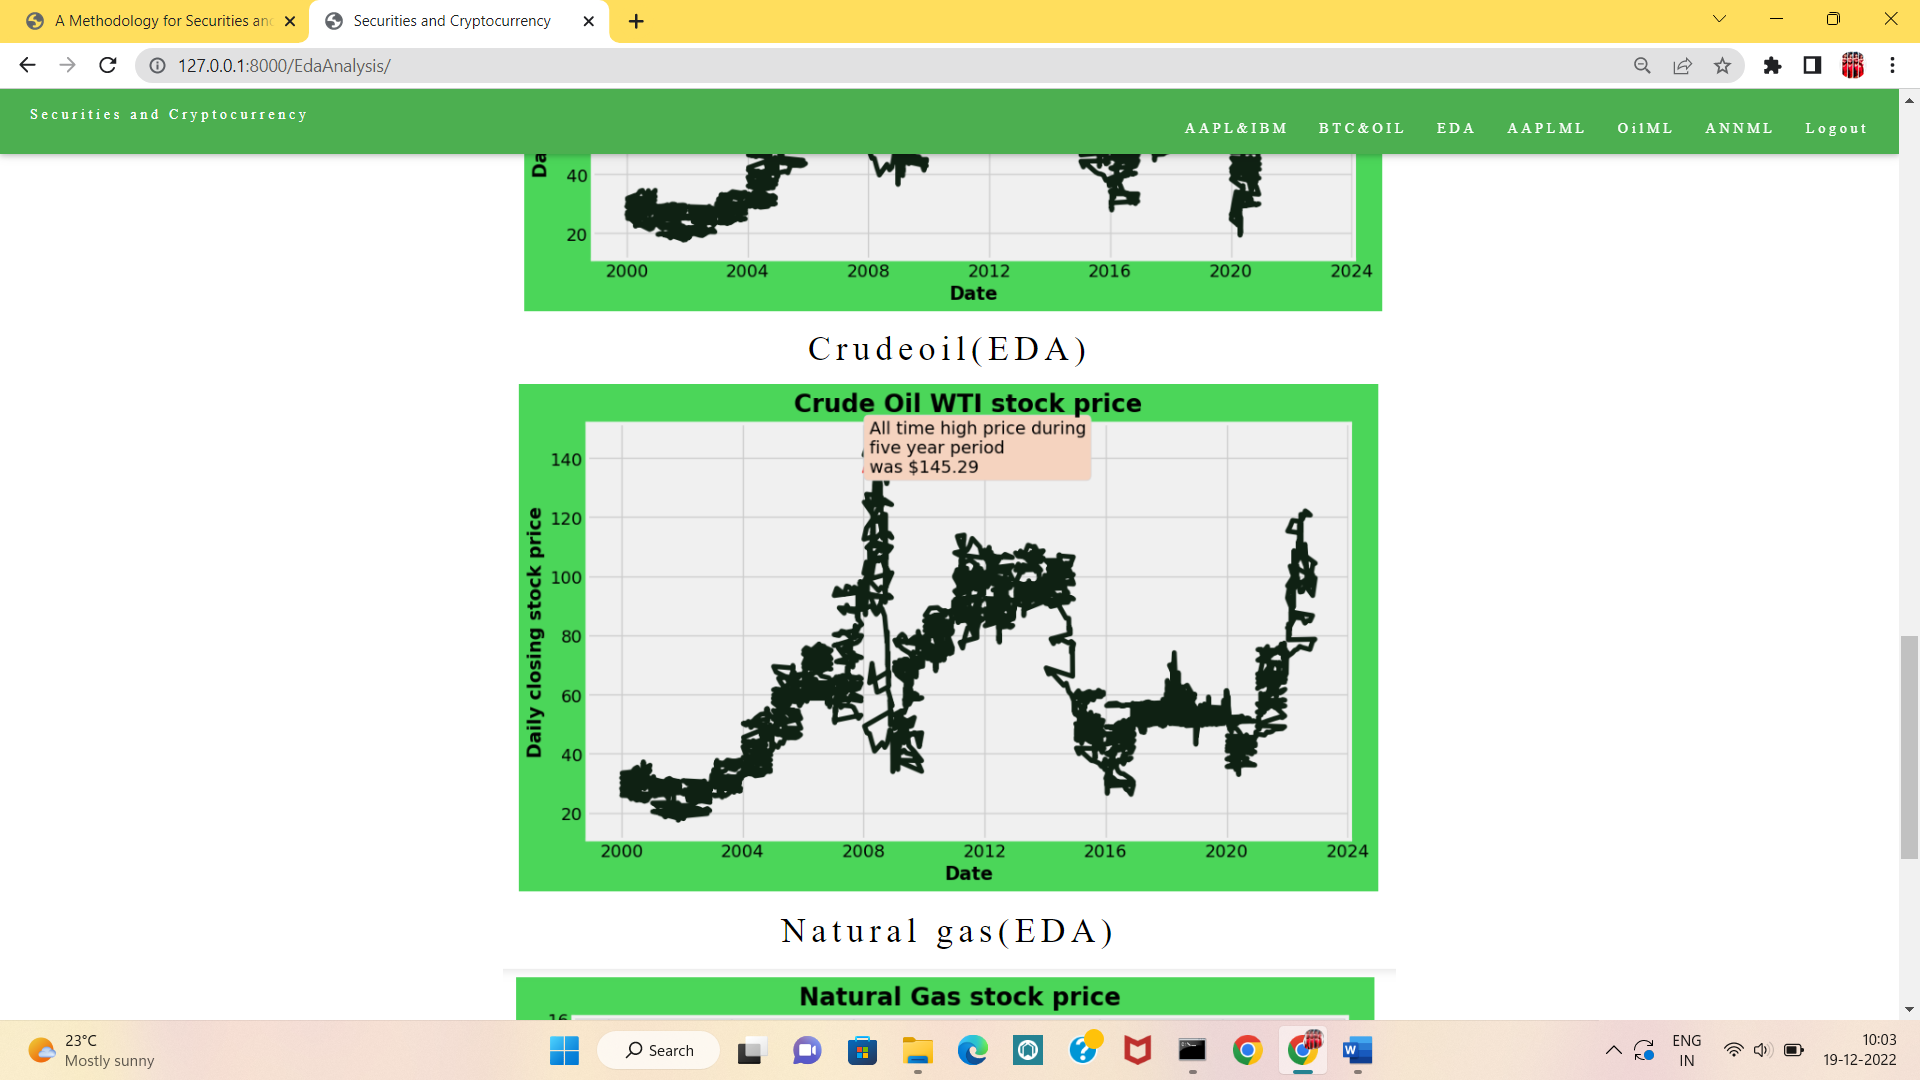 A Methodology for Securities an
Securities and Cryptocurrency
127.0.0.1:8000/EdaAnalysis/
Securities and Cryptocurrency
AAPL&IBM BTC&OIL EDA AAPLML OilML ANNML Logout
Da
40
20
2000 2004 2008 2012 2016 2020 2024
Date
Crudeoil(EDA)
Crude Oil WTI stock price
All time high price during
five year period
was $145.29
Daily closing stock price
140
120
100
80
60
40
20
2000 2004 2008 2012 2016 2020 2024
Date
Natural gas(EDA)
Natural Gas stock price
16
23°C
Mostly sunny
Search
ENG
IN
10:03
19-12-2022